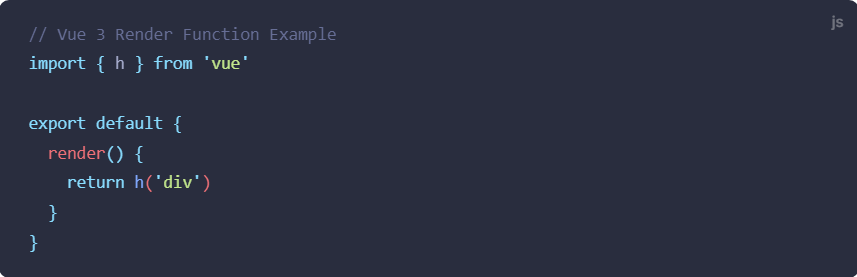 js
// Vue 3 Render Function Example
import { h } from 'vue'

export default {
  render() {
    return h('div')
  }
}